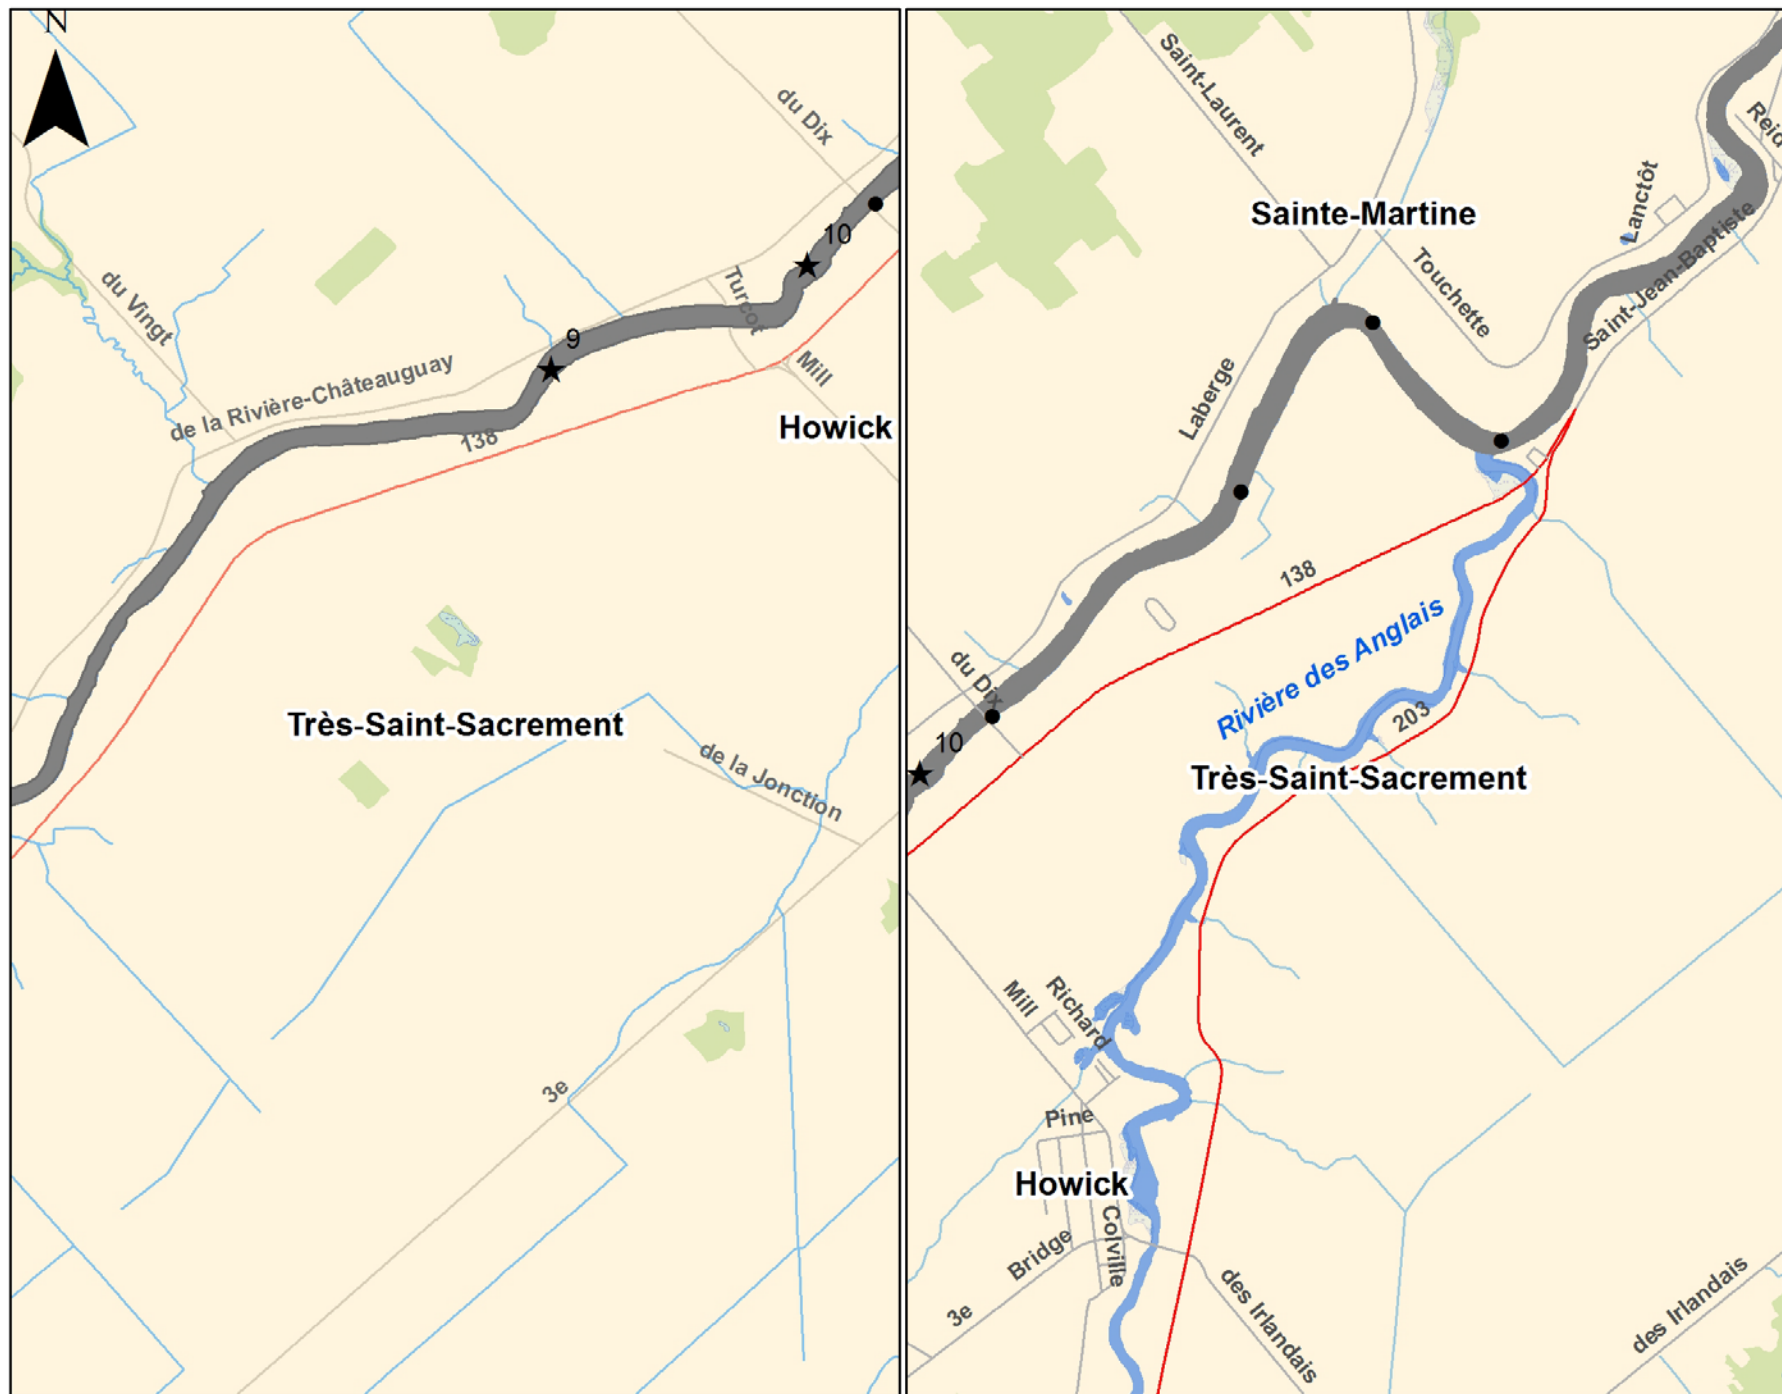 N
du Dix
10
du Vingt
Turcot
9
Mill
de la Rivière-Châteauguay
138
Howick
Très-Saint-Sacrement
de la Jonction
3e
Saint-Laurent
Reid
Sainte-Martine
Lanctôt
Touchette
Saint-Jean-Baptiste
Laberge
138
Rivière des Anglais
du Dix
203
10
Très-Saint-Sacrement
Mill
Richard
Pine
Howick
Colville
Bridge
des Irlandais
des Irlandais
3e